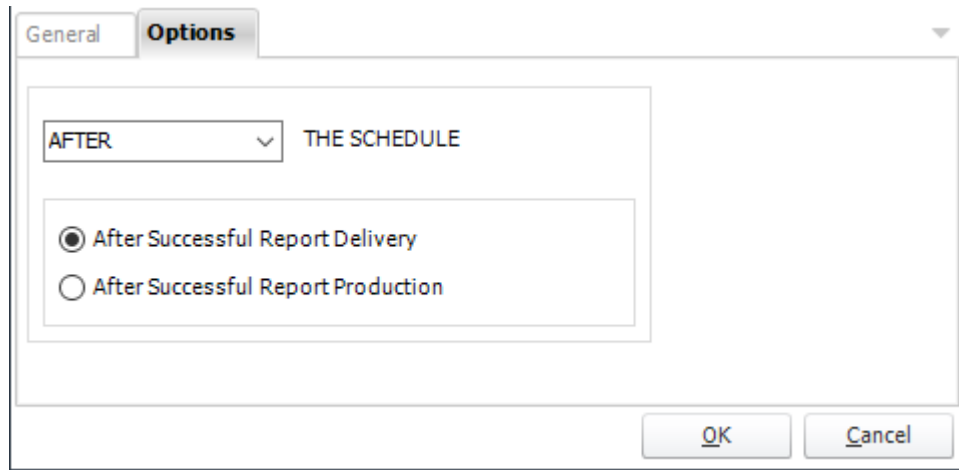 General Options
AFTER THE SCHEDULE
After Successful Report Delivery
After Successful Report Production
OK Cancel